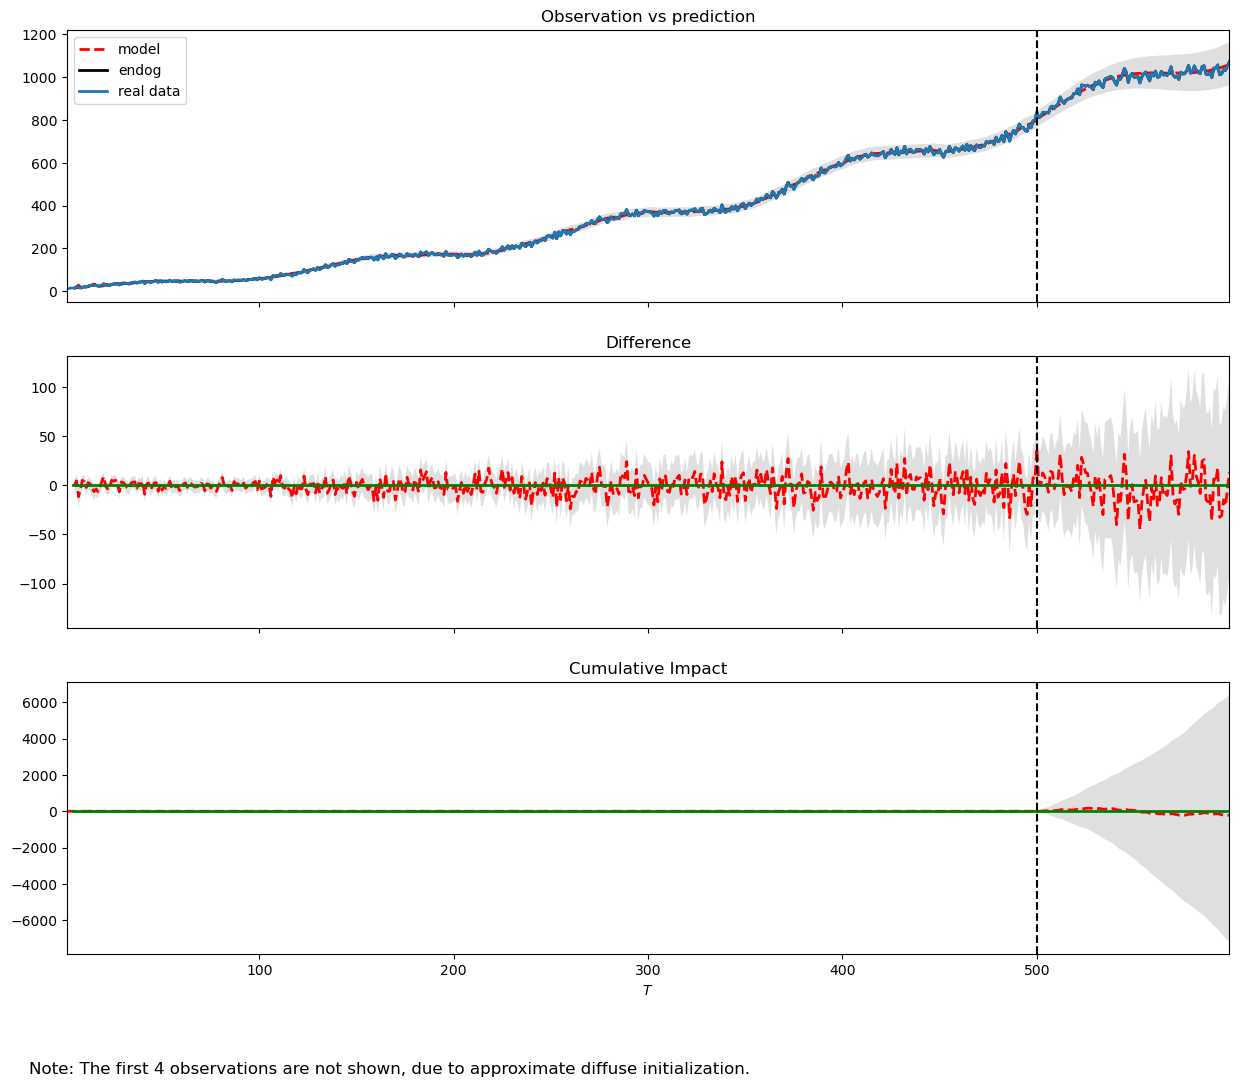 Observation vs prediction
1200
1000
800
600
400
200
0
model
endog
real data
Difference
100
50
0
−50
−100
Cumulative Impact
6000
4000
2000
0
−2000
−4000
−6000
100 200 300 400 500
T
Note: The first 4 observations are not shown, due to approximate diffuse initialization.